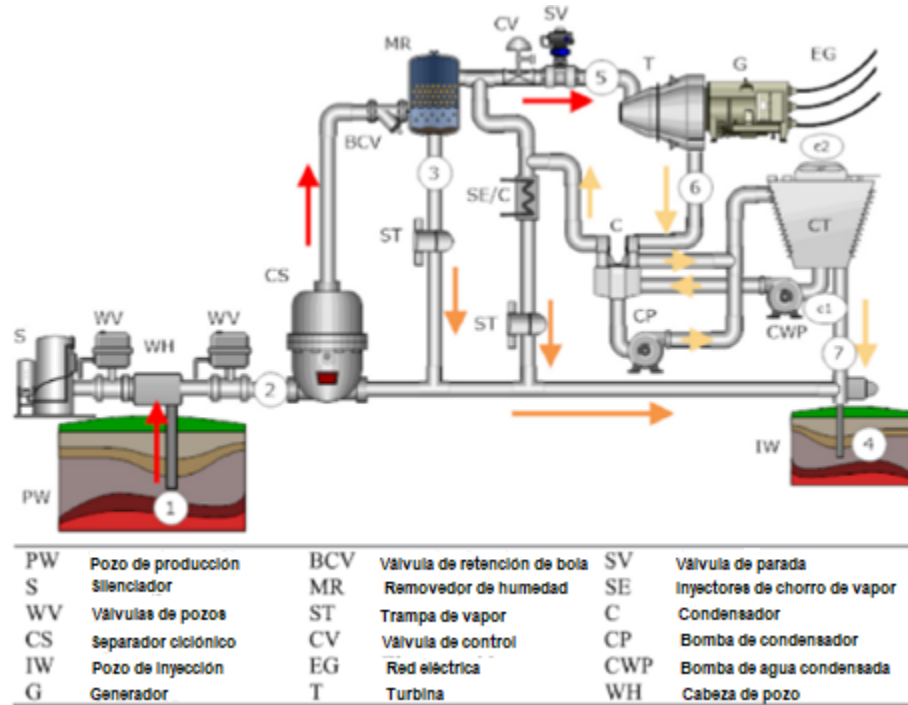 SV
CV
MR
T
G
EG
5
c2
BCV
3
6
SE/C
C
CT
ST
CS
ST
CP
CWP
c1
WV
WV
S
WH
7
2
IW
4
PW
1
PW Pozo de producción BCV Válvula de retención de bola SV Válvula de parada
S Silenciador MR Removedor de humedad SE Inyectores de chorro de vapor
WV Válvulas de pozos ST Trampa de vapor C Condensador
CS Separador ciclónico CV Válvula de control CP Bomba de condensador
IW Pozo de inyección EG Red eléctrica CWP Bomba de agua condensada
G Generador T Turbina WH Cabeza de pozo